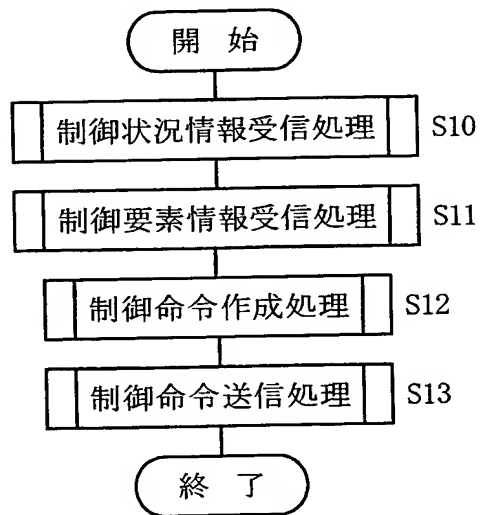 開 始
制御状況情報受信処理 S10
制御要素情報受信処理 S11
制御命令作成処理 S12
制御命令送信処理 S13
終 了